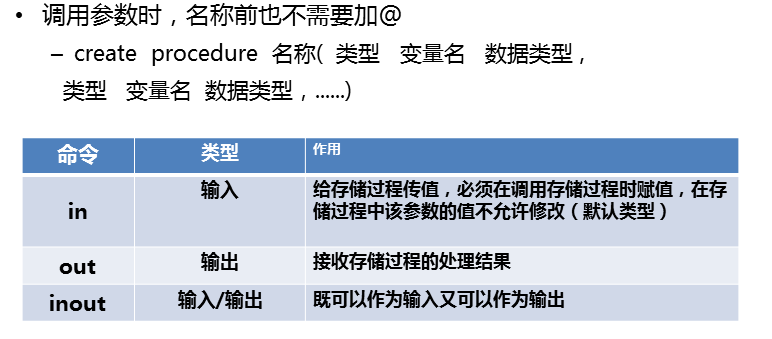 • 调用参数时，名称前也不需要加@
– create procedure 名称( 类型 变量名 数据类型，
类型 变量名 数据类型，......)
命令 类型 作用
in 输入 给存储过程传值，必须在调用存储过程时赋值，在存
储过程中该参数的值不允许修改（默认类型）
out 输出 接收存储过程的处理结果
inout 输入/输出 既可以作为输入又可以作为输出